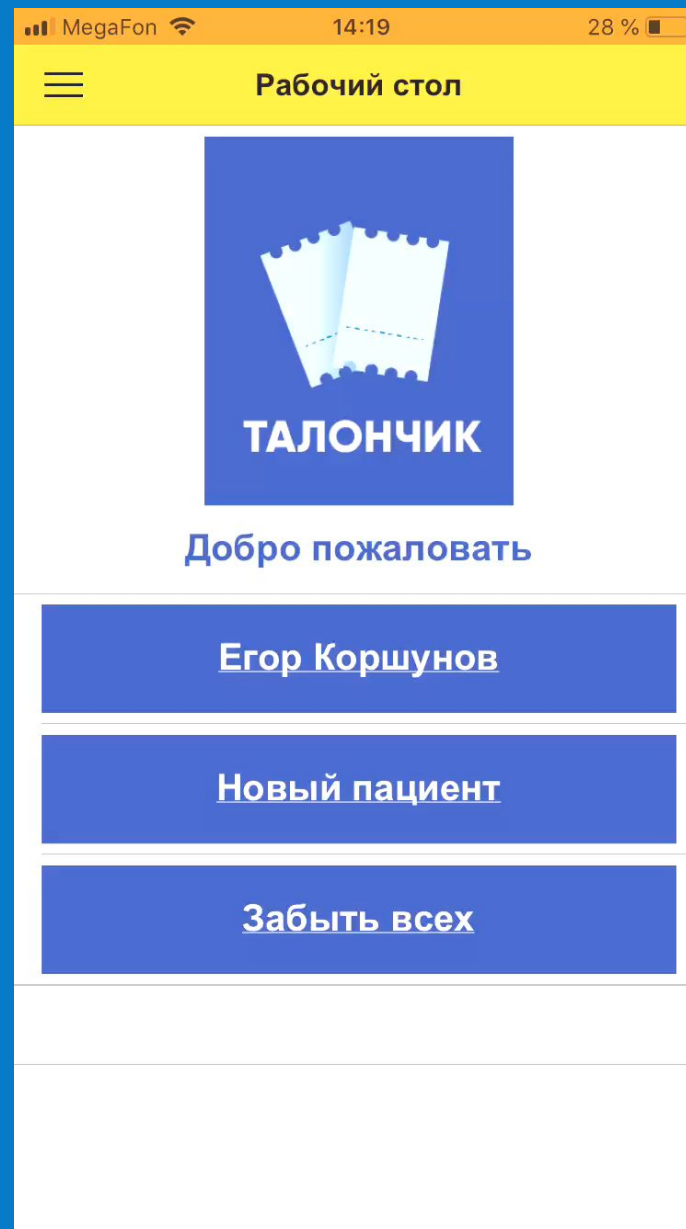 MegaFon 14:19 28 %
Рабочий стол
ТАЛОНЧИК
Добро пожаловать
Егор Коршунов
Новый пациент
Забыть всех